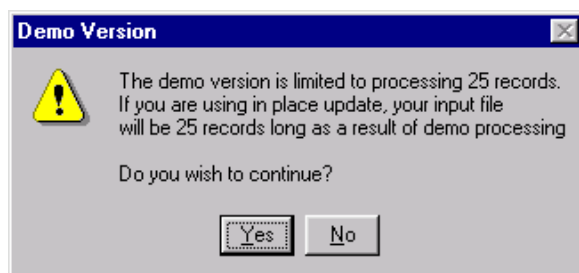 Demo Version
The demo version is limited to processing 25 records.
If you are using in place update, your input file
will be 25 records long as a result of demo processing
Do you wish to continue?
Yes No